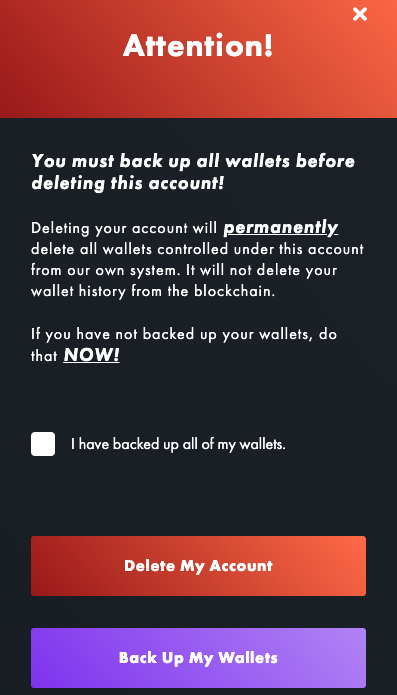 Attention!
You must back up all wallets before
deleting this account!
Deleting your account will permanently
delete all wallets controlled under this account
from our own system. It will not delete your
wallet history from the blockchain.
If you have not backed up your wallets, do
that NOW!
I have backed up all of my wallets.
Delete My Account
Back Up My Wallets